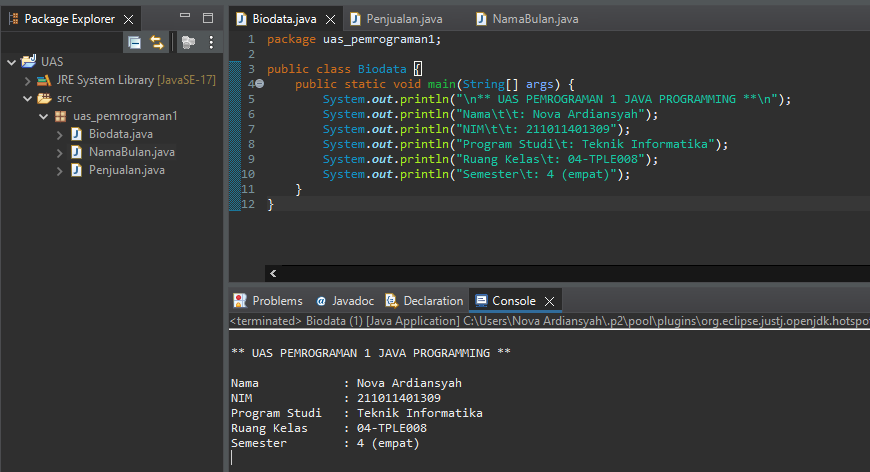 Package Explorer
UAS
JRE System Library [JavaSE-17]
src
uas_pemrograman1
Biodata.java
NamaBulan.java
Penjualan.java
Biodata.java
Penjualan.java
NamaBulan.java
1 package uas_pemrograman1;
2
3 public class Biodata {
4 public static void main(String[] args) {
5 System.out.println("\n** UAS PEMROGRAMAN 1 JAVA PROGRAMMING **\n");
6 System.out.println("Nama\t\t: Nova Ardiansyah");
7 System.out.println("NIM\t\t: 211011401309");
8 System.out.println("Program Studi\t: Teknik Informatika");
9 System.out.println("Ruang Kelas\t: 04-TPLE008");
10 System.out.println("Semester\t: 4 (empat)");
11 }
12 }
Problems
Javadoc
Declaration
Console
<terminated> Biodata (1) [Java Application] C:\Users\Nova Ardiansyah\.p2\pool\plugins\org.eclipse.justj.openjdk.hotspo
** UAS PEMROGRAMAN 1 JAVA PROGRAMMING **
Nama : Nova Ardiansyah
NIM : 211011401309
Program Studi : Teknik Informatika
Ruang Kelas : 04-TPLE008
Semester : 4 (empat)